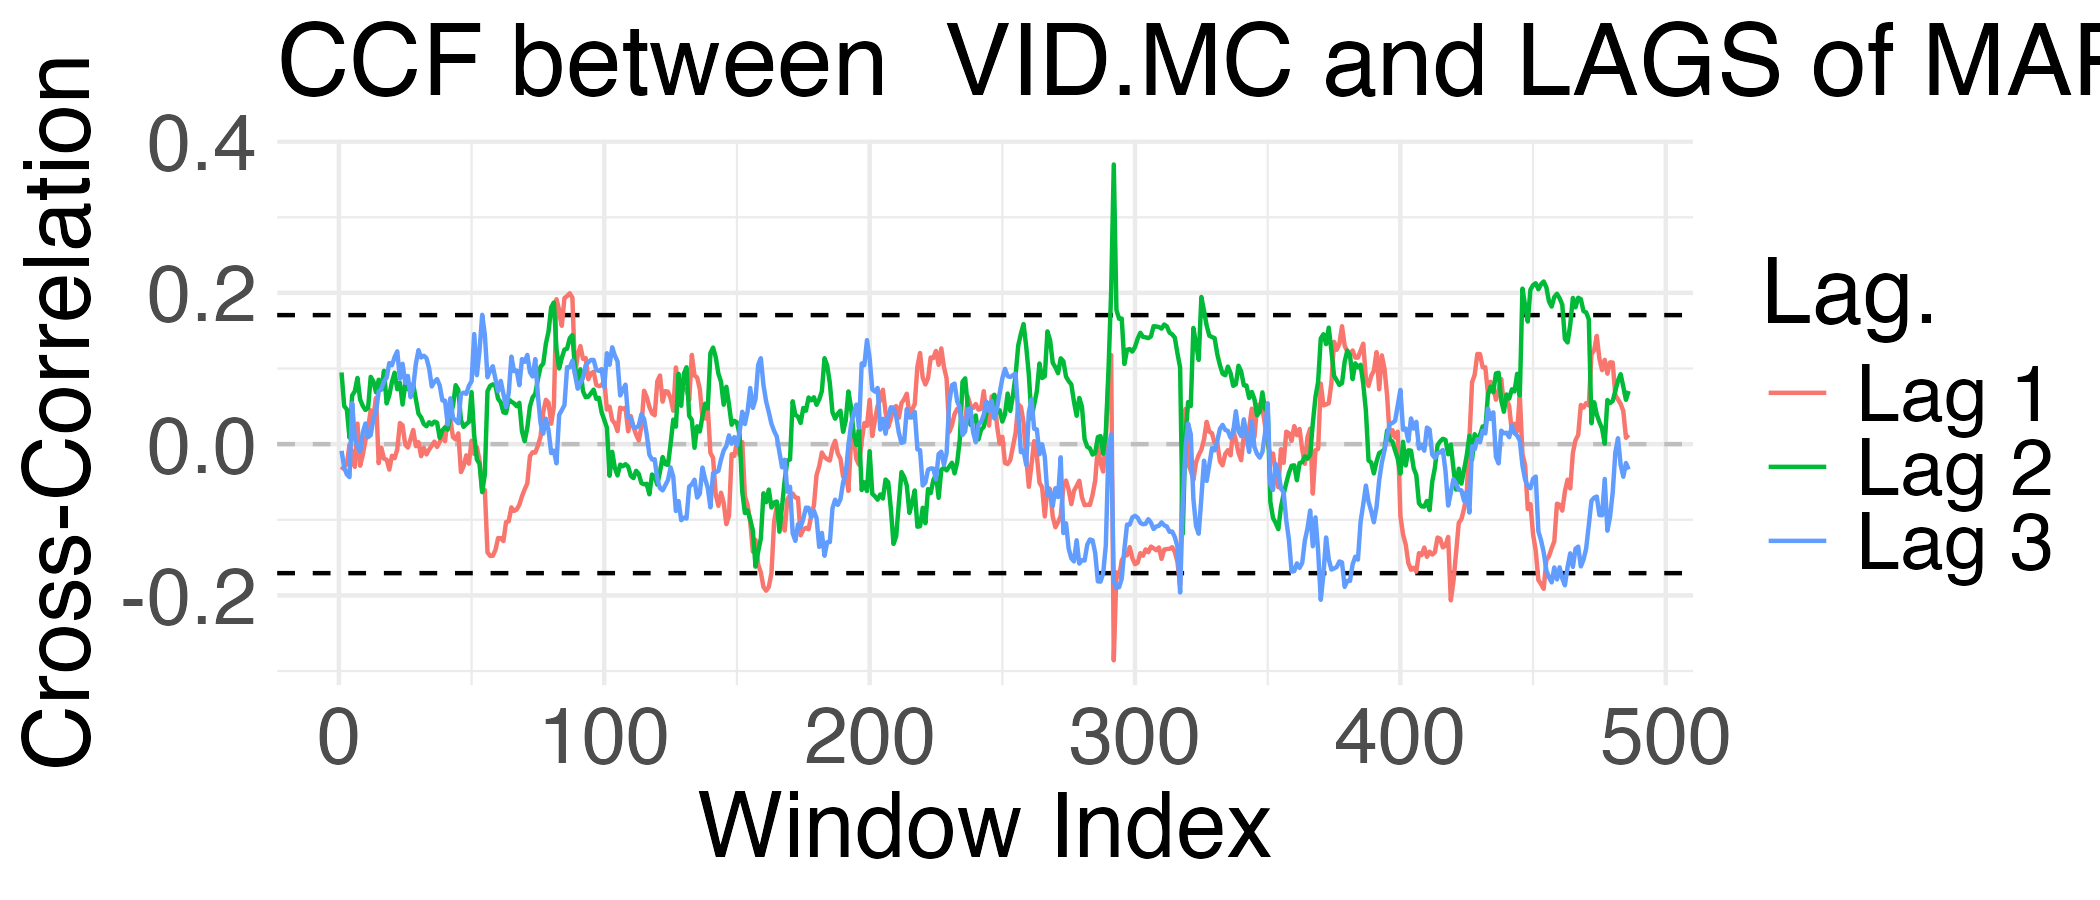 CCF between VID.MC and LAGS of
Cross-Correlation
0.4
0.2
0.0
-0.2
0
100
200
300
400
500
Window Index
Lag.
Lag 1
Lag 2
Lag 3